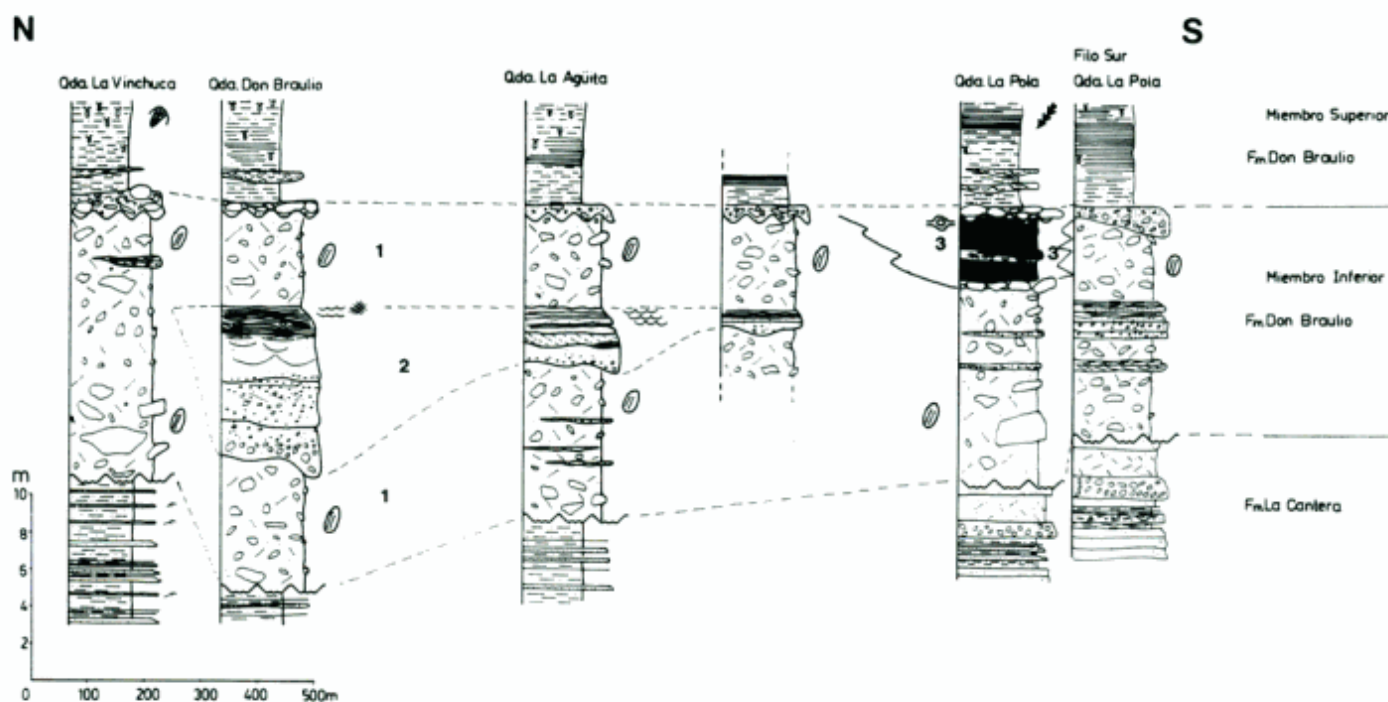 N
S
Qda. La Vinchuca
Qda. Don Braulio
Qda. La Agüita
Qda. La Pola
Filo Sur
Qda. La Pola
Miembro Superior
Fm. Don Braulio
1
3
3
Miembro Inferior
Fm. Don Braulio
2
1
Fm. La Cantera
m
10
8
6
4
2
0
100
200
300
400
500m